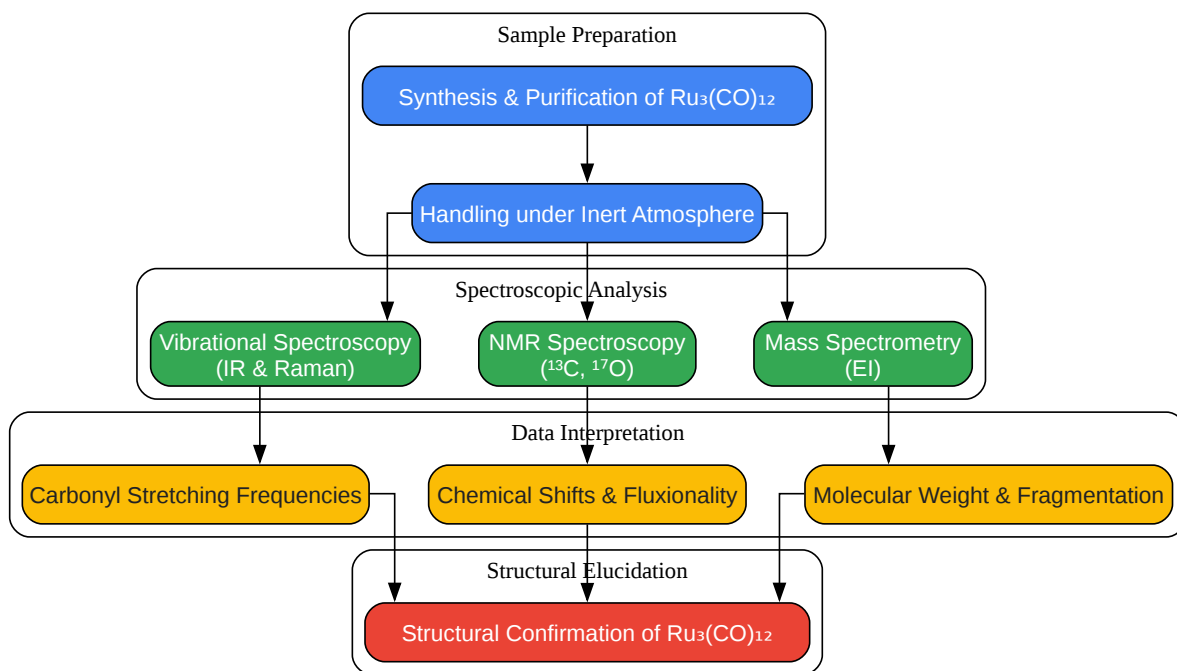 Sample Preparation
Synthesis & Purification of Ru₃(CO)₁₂
Handling under Inert Atmosphere
Spectroscopic Analysis
Vibrational Spectroscopy
(IR & Raman)
NMR Spectroscopy
(¹³C, ¹⁷O)
Mass Spectrometry
(EI)
Data Interpretation
Carbonyl Stretching Frequencies
Chemical Shifts & Fluxionality
Molecular Weight & Fragmentation
Structural Elucidation
Structural Confirmation of Ru₃(CO)₁₂